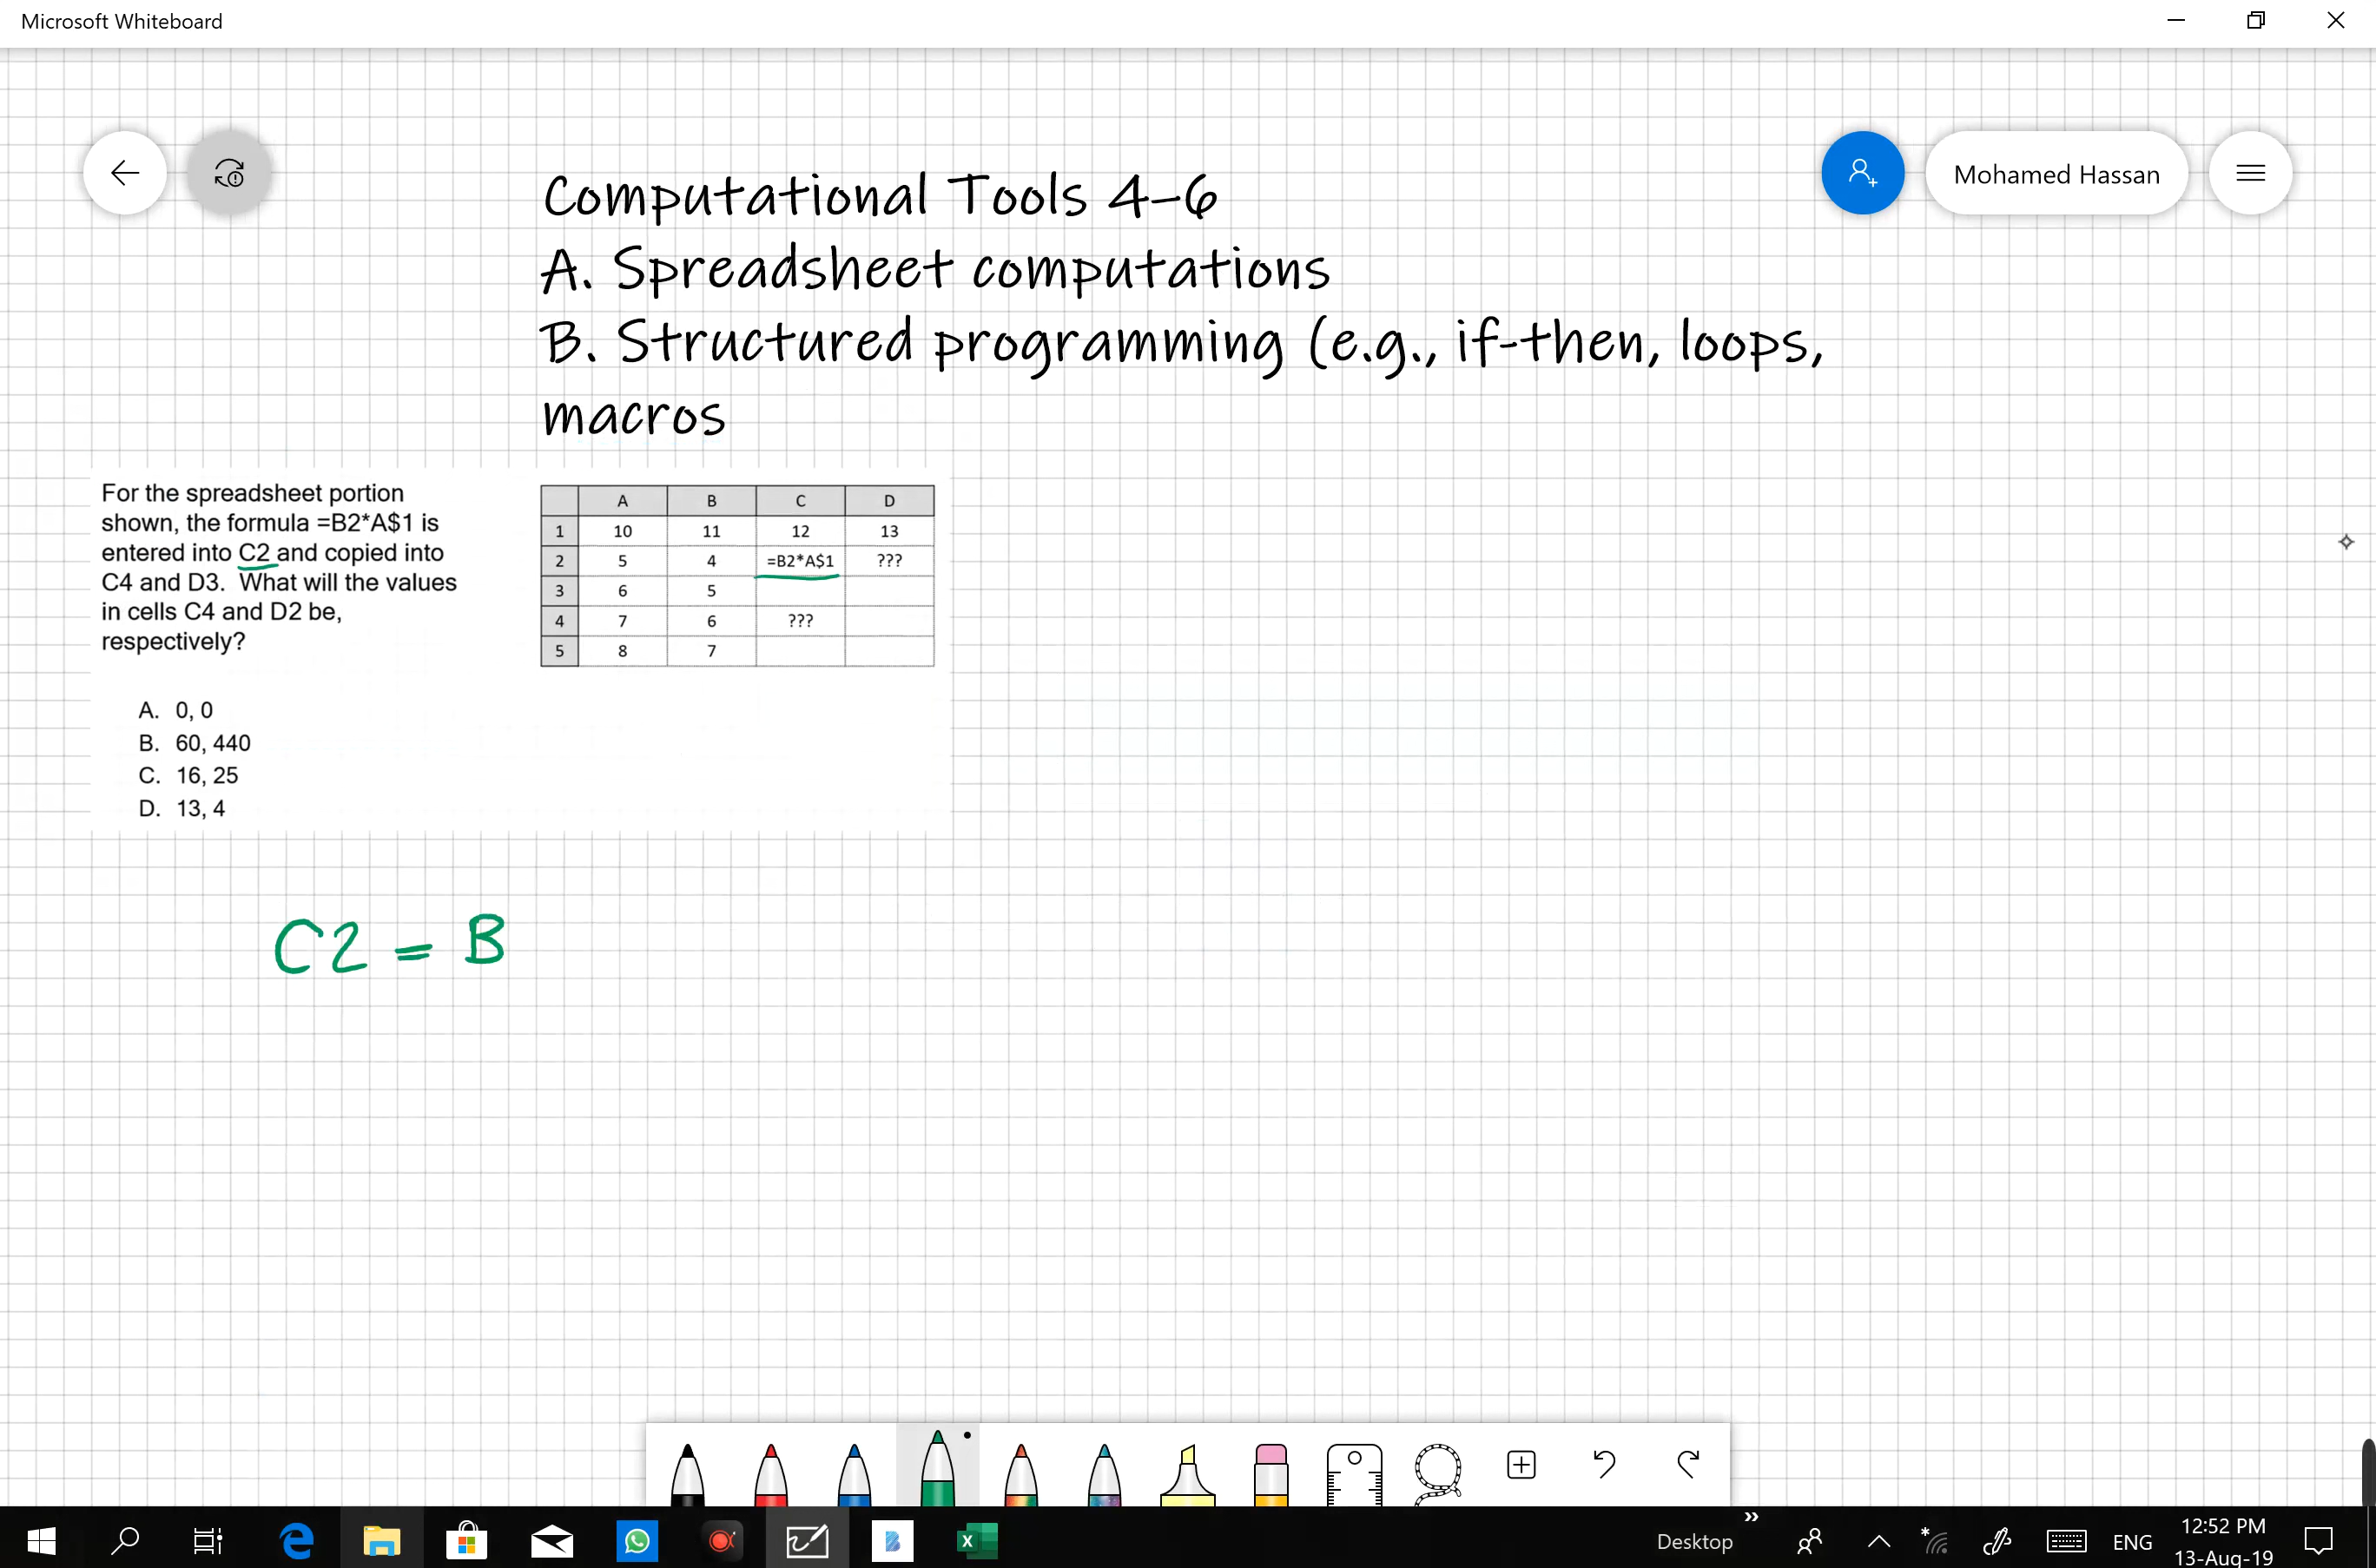 Microsoft Whiteboard
Mohamed Hassan
Computational Tools 4-6
A. Spreadsheet computations
B. Structured programming (e.g., if-then, loops,
macros
For the spreadsheet portion
shown, the formula =B2*A$1 is
entered into C2 and copied into
C4 and D3. What will the values
in cells C4 and D2 be,
respectively?
A. 0, 0
B. 60, 440
C. 16, 25
D. 13, 4
A B C D
1 10 11 12 13
2 5 4 =B2*A$1 ???
3 6 5
4 7 6 ???
5 8 7
C2 = B
Desktop
ENG
12:52 PM
13-Aug-19